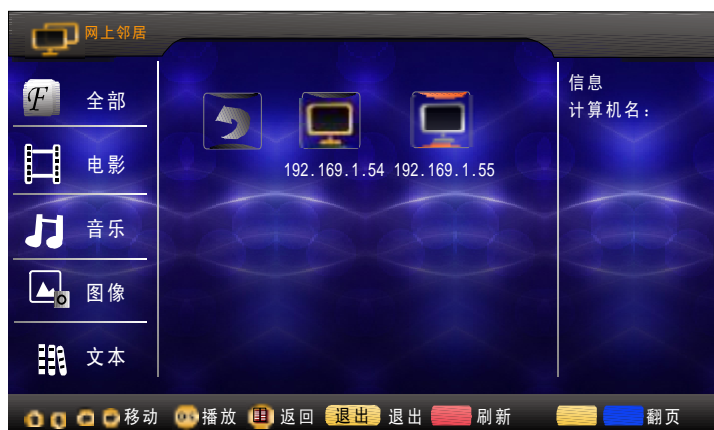 网上邻居
全部
电影
音乐
图像
文本
192.169.1.54 192.169.1.55
信息
计算机名：
移动 播放 返回 退出 退出 刷新 翻页